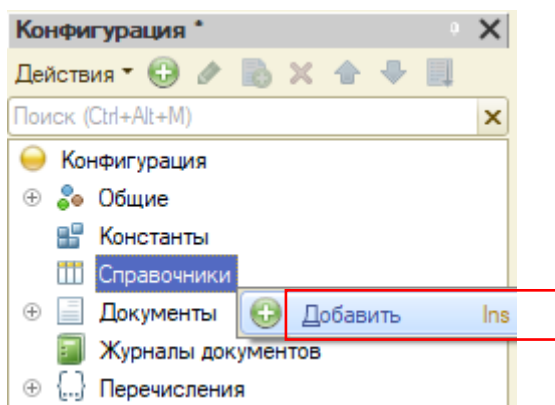 Конфигурация *
Действия
Поиск (Ctrl+Alt+M)
Конфигурация
Общие
Константы
Справочники
Документы
Добавить Ins
Журналы документов
Перечисления